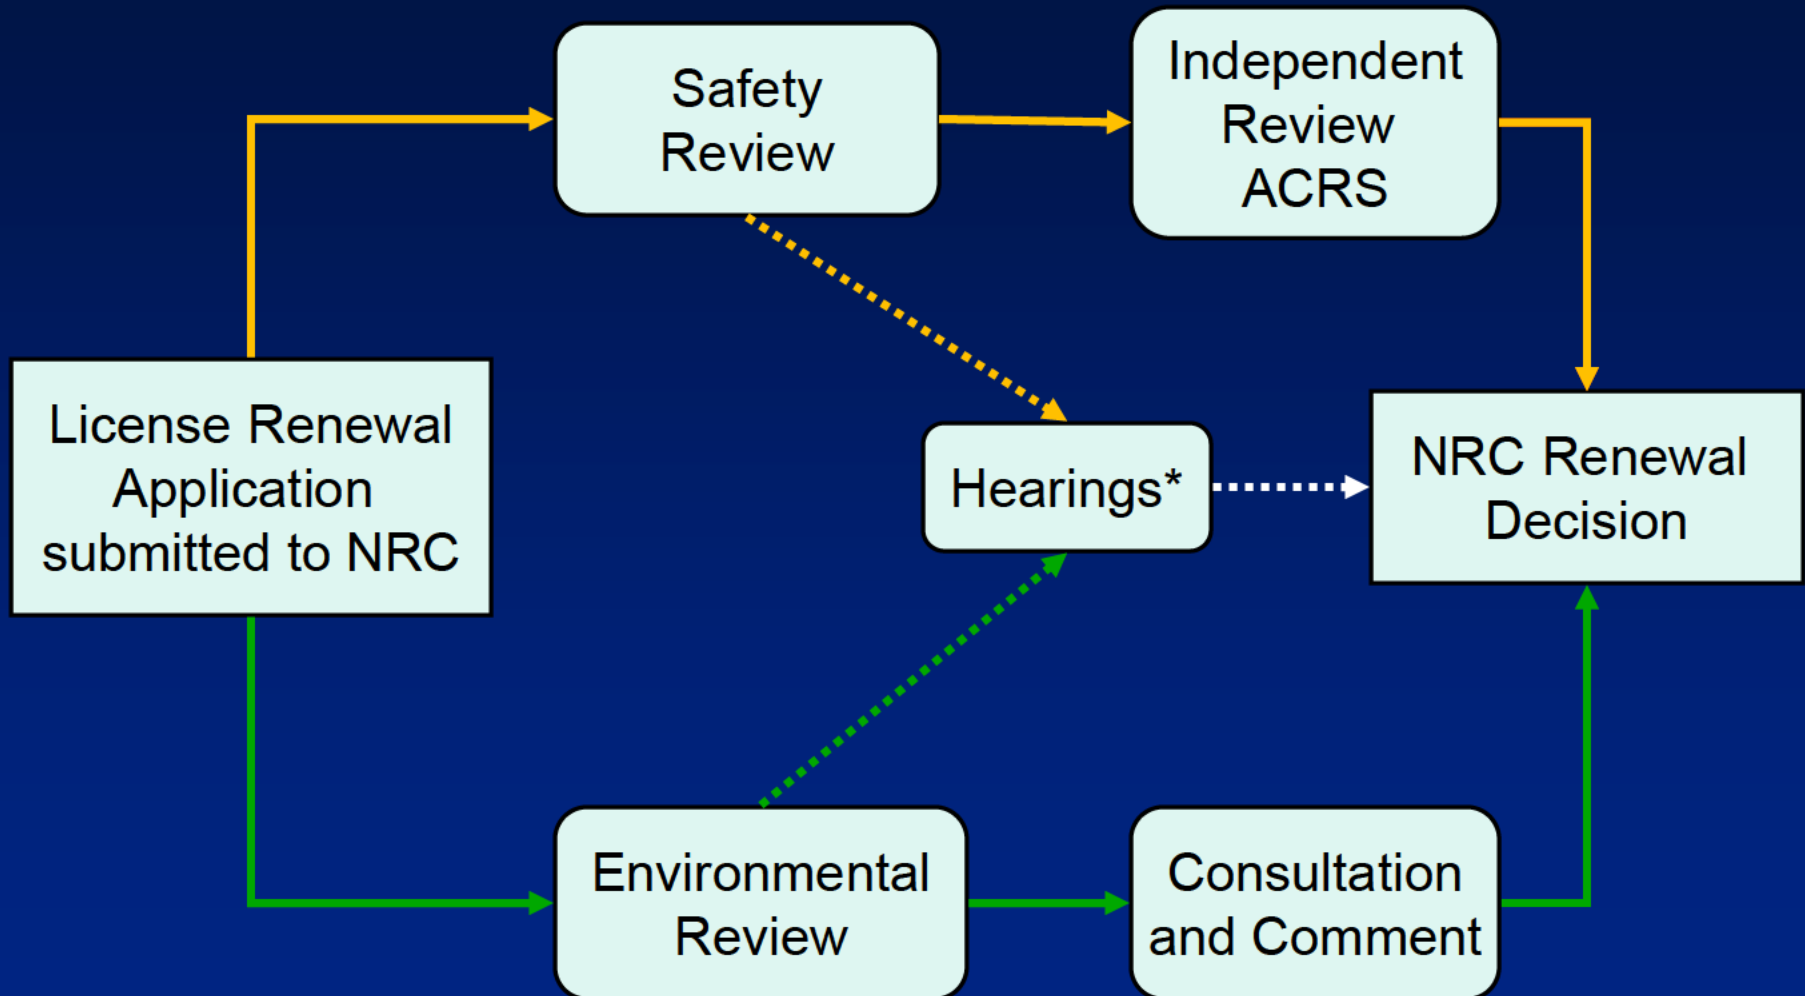 Safety
Review
Independent
Review
ACRS
License Renewal
Application
submitted to NRC
Hearings*
NRC Renewal
Decision
Environmental
Review
Consultation
and Comment